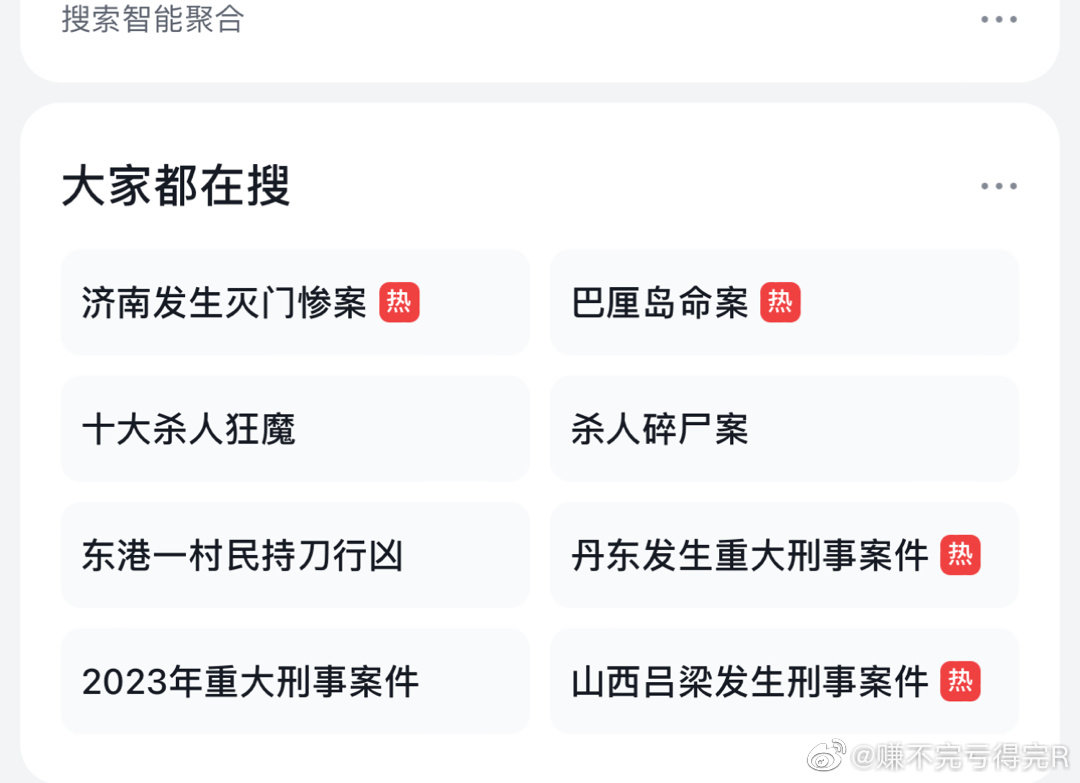 搜索智能聚合
大家都在搜
济南发生灭门惨案 热
巴厘岛命案 热
十大杀人狂魔
杀人碎尸案
东港一村民持刀行凶
丹东发生重大刑事案件 热
2023年重大刑事案件
山西吕梁发生刑事案件 热
@赚不完亏得完R